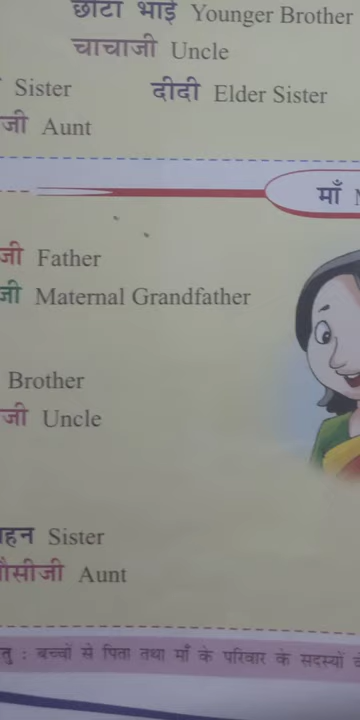 छोटा भाई Younger Brother
चाचाजी Uncle
Sister दीदी Elder Sister
जी Aunt
माँ
जी Father
जी Maternal Grandfather
Brother
जी Uncle
हन Sister
ौसीजी Aunt
तु : बच्चों से पिता तथा माँ के परिवार के सदस्यों